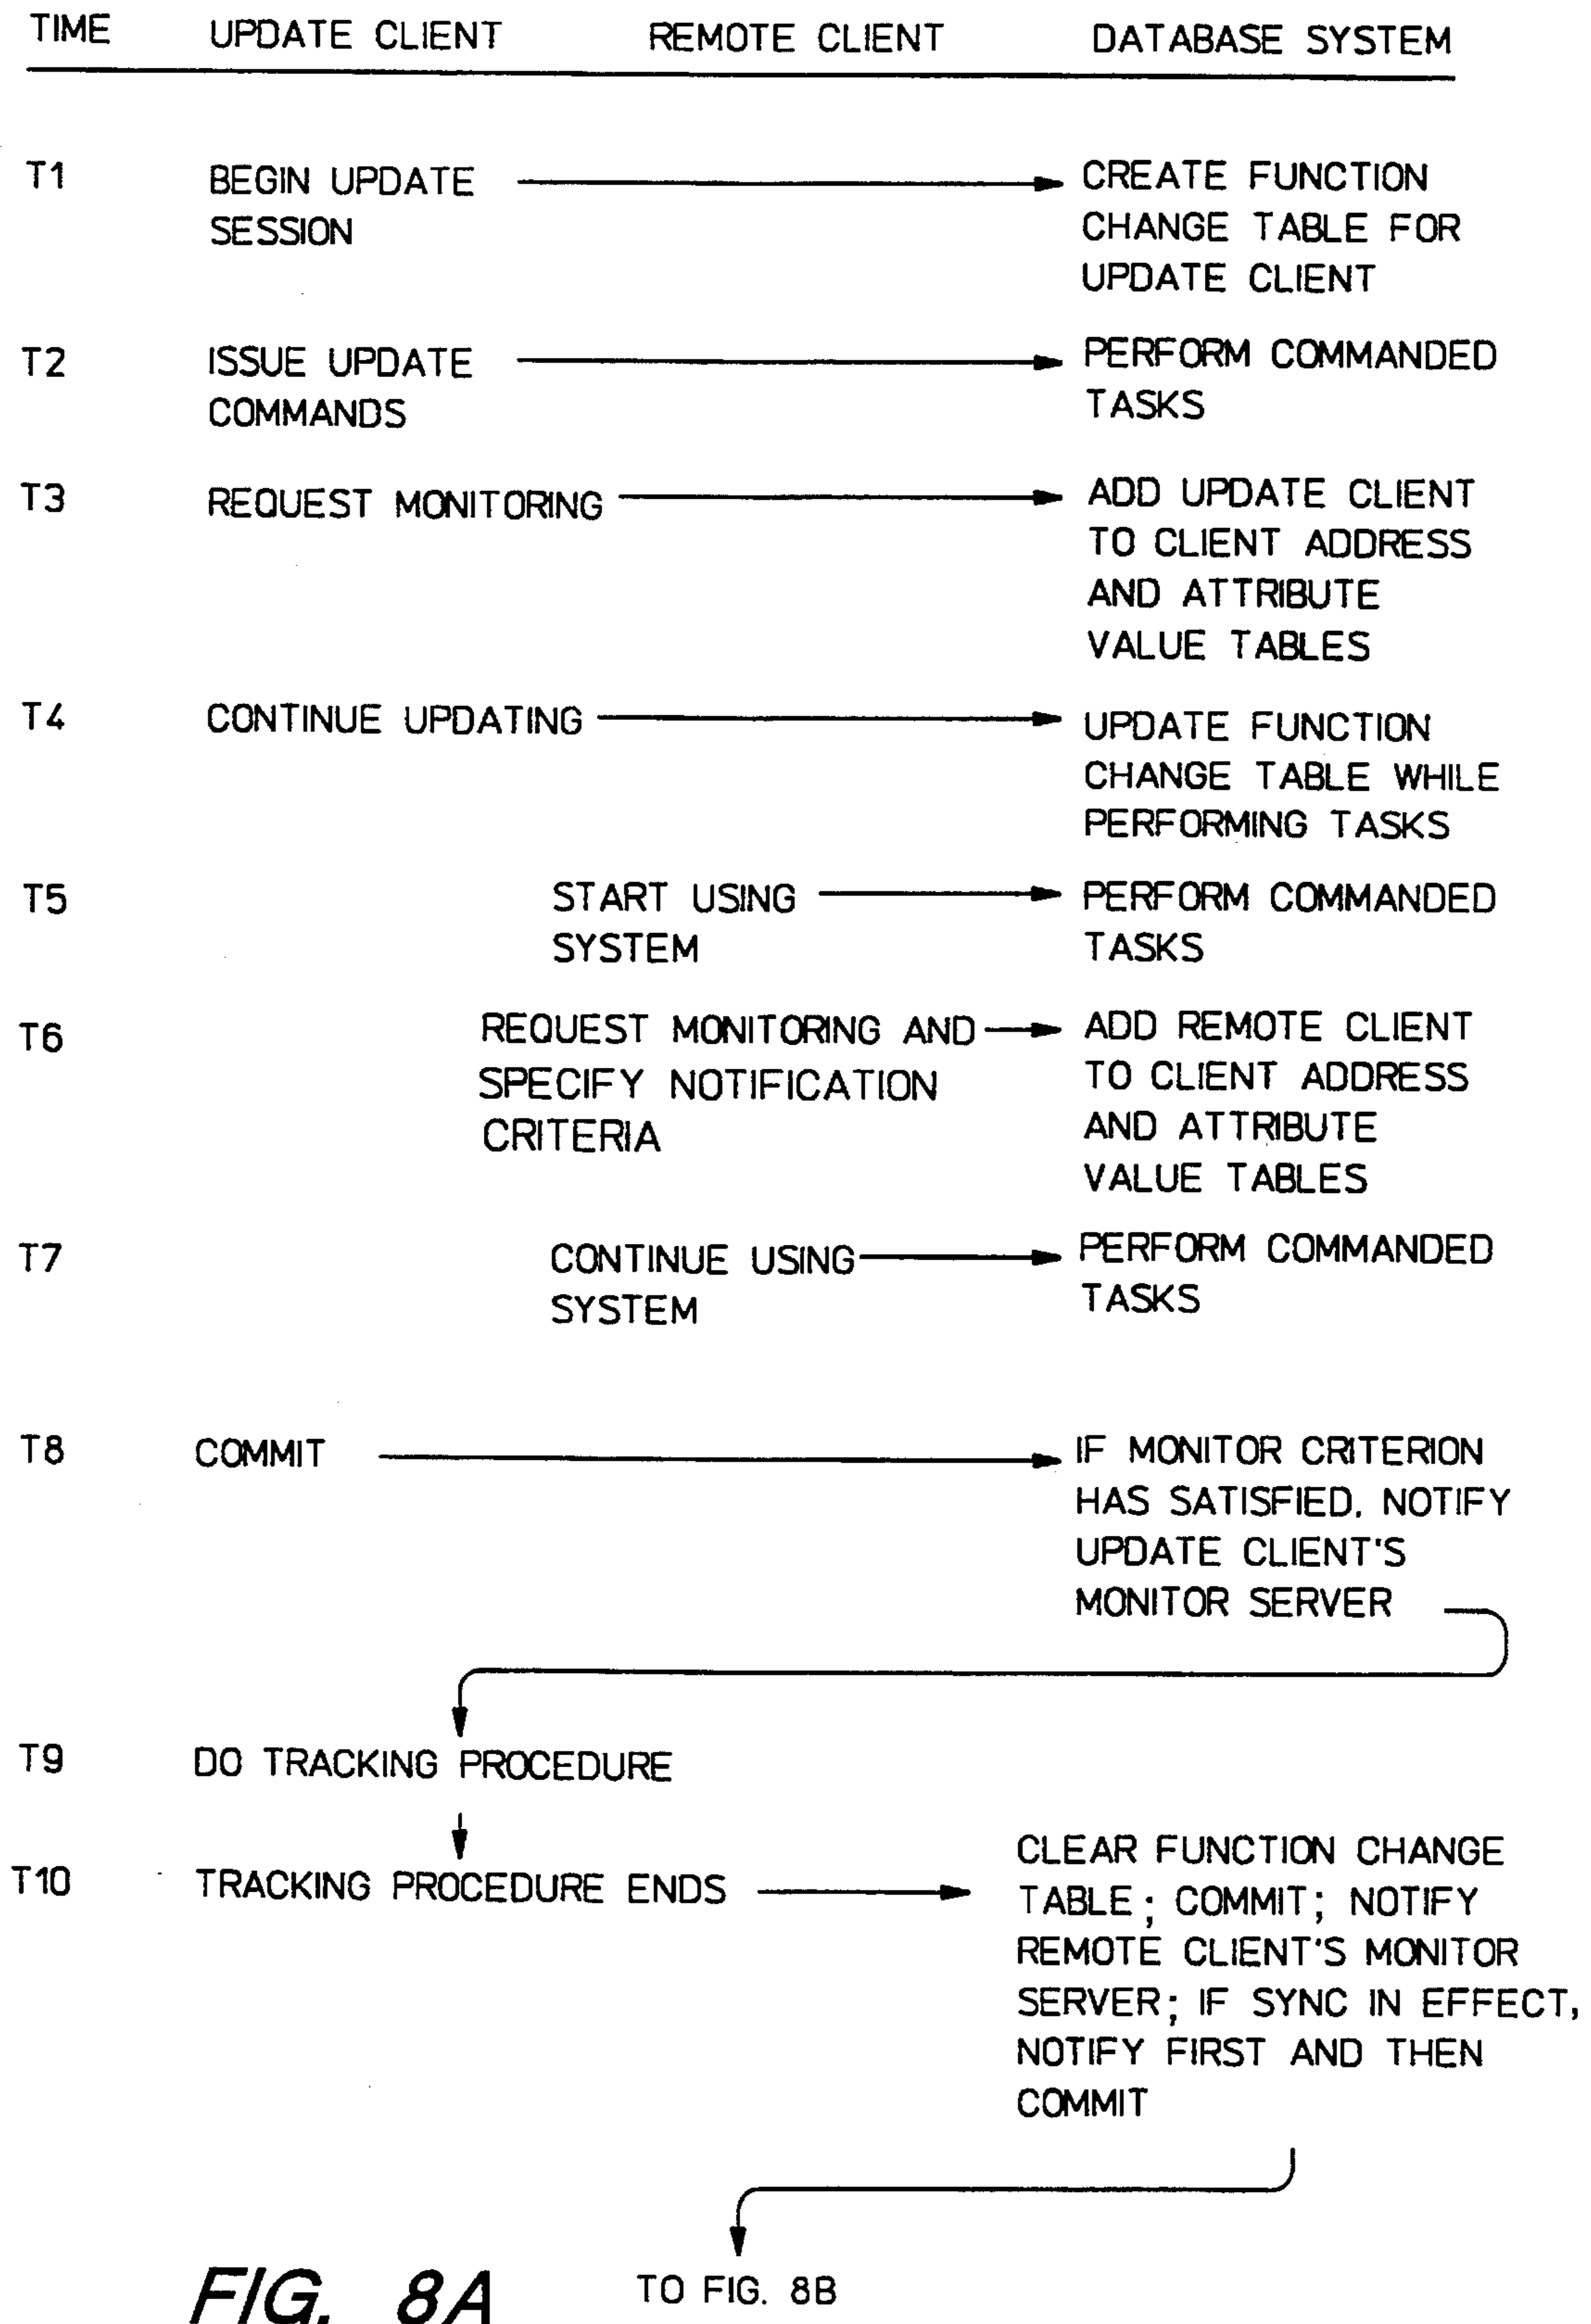 TIME UPDATE CLIENT REMOTE CLIENT DATABASE SYSTEM
T1 BEGIN UPDATE CREATE FUNCTION
SESSION CHANGE TABLE FOR
UPDATE CLIENT
T2 ISSUE UPDATE PERFORM COMMANDED
COMMANDS TASKS
T3 REQUEST MONITORING ADD UPDATE CLIENT
TO CLIENT ADDRESS
AND ATTRIBUTE
VALUE TABLES
T4 CONTINUE UPDATING UPDATE FUNCTION
CHANGE TABLE WHILE
PERFORMING TASKS
T5 START USING PERFORM COMMANDED
SYSTEM TASKS
T6 REQUEST MONITORING AND ADD REMOTE CLIENT
SPECIFY NOTIFICATION TO CLIENT ADDRESS
CRITERIA AND ATTRIBUTE
VALUE TABLES
T7 CONTINUE USING PERFORM COMMANDED
SYSTEM TASKS
T8 COMMIT IF MONITOR CRITERION
HAS SATISFIED, NOTIFY
UPDATE CLIENT'S
MONITOR SERVER
T9 DO TRACKING PROCEDURE
CLEAR FUNCTION CHANGE
T10 TRACKING PROCEDURE ENDS TABLE; COMMIT; NOTIFY
REMOTE CLIENT'S MONITOR
SERVER; IF SYNC IN EFFECT,
NOTIFY FIRST AND THEN
COMMIT
FIG. 8A TO FIG. 8B